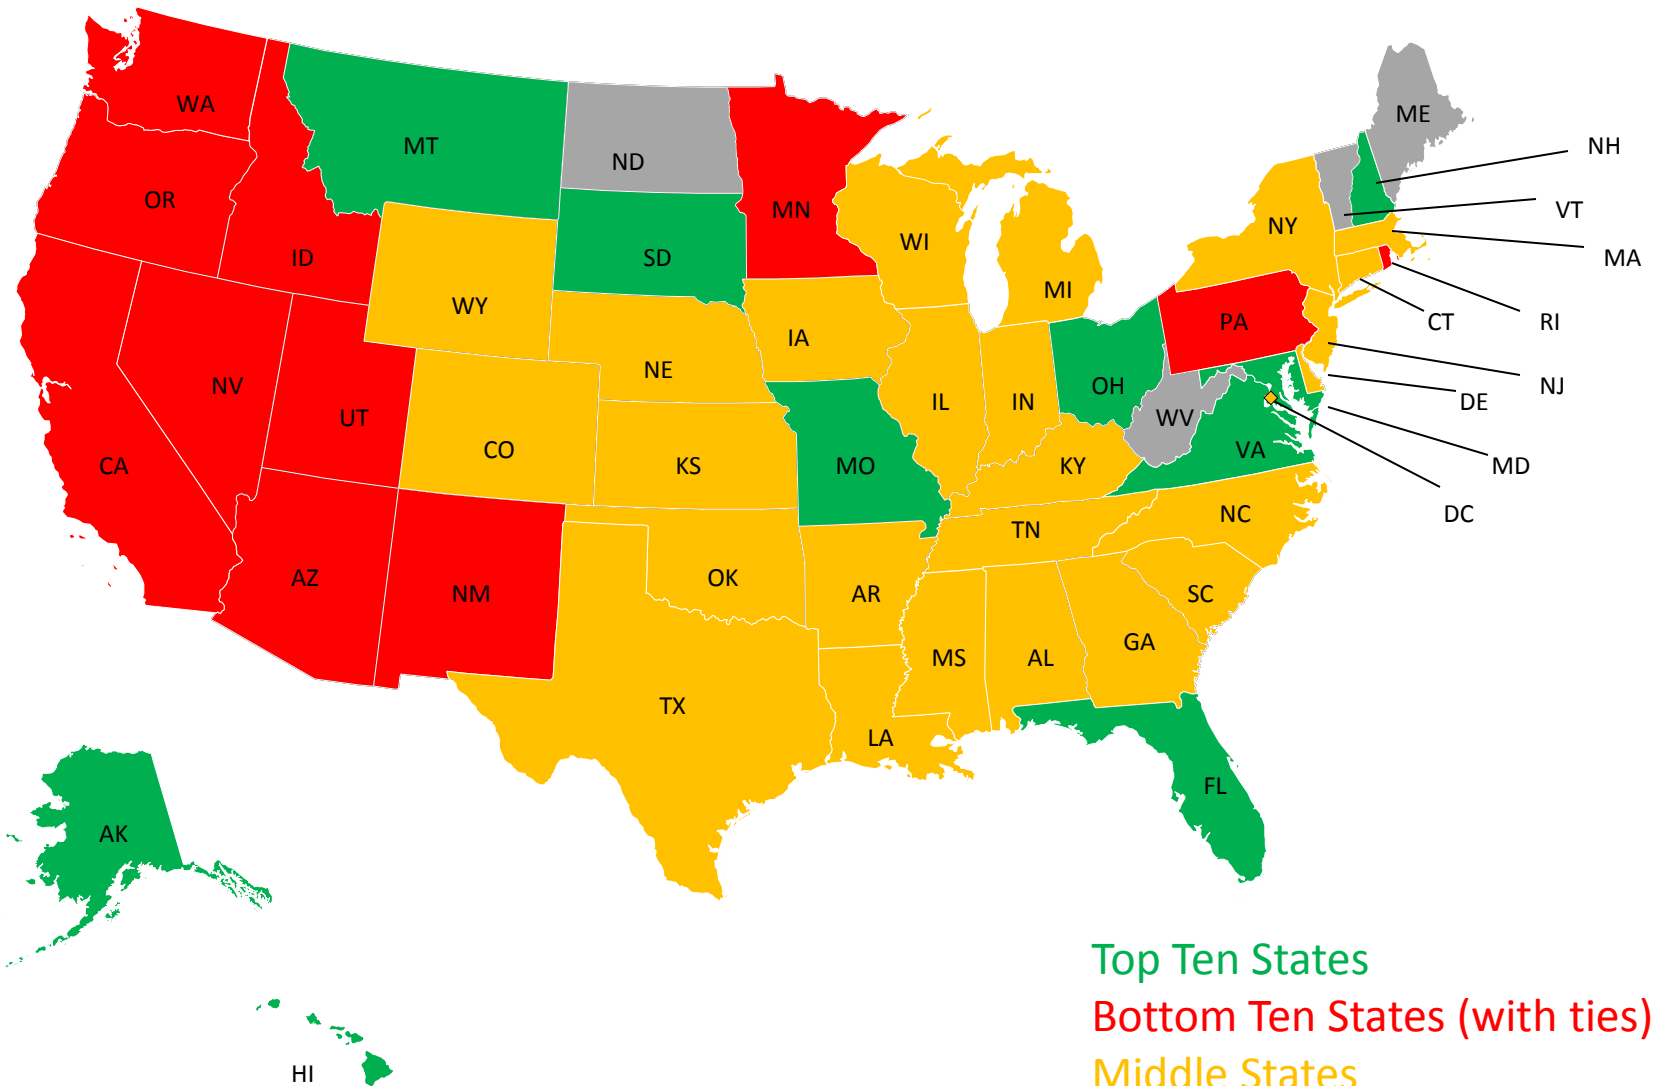 WA
MT
ND
ME
NH
OR
MN
VT
ID
SD
WI
NY
MA
WY
MI
CT
RI
PA
IA
NE
NV
UT
OH
IN
IL
WV
DE
NJ
CO
KS
MO
KY
VA
MD
CA
DC
NC
TN
AZ
NM
OK
AR
SC
MS
AL
GA
TX
LA
FL
AK
HI
Top Ten States
Bottom Ten States (with ties)
Middle States